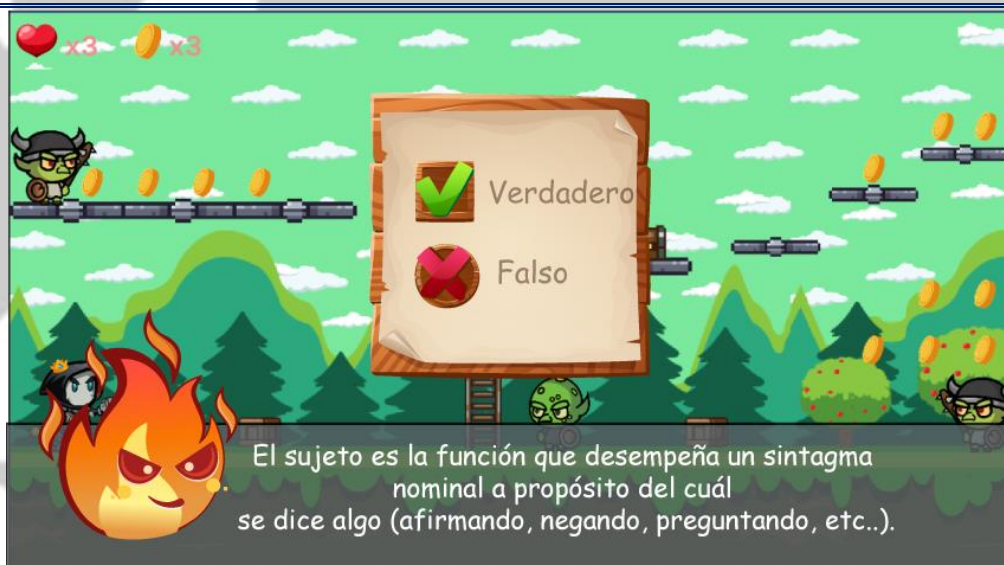 x3 x3
Verdadero
Falso
El sujeto es la función que desempeña un sintagma
nominal a propósito del cuál
se dice algo (afirmando, negando, preguntando, etc..).